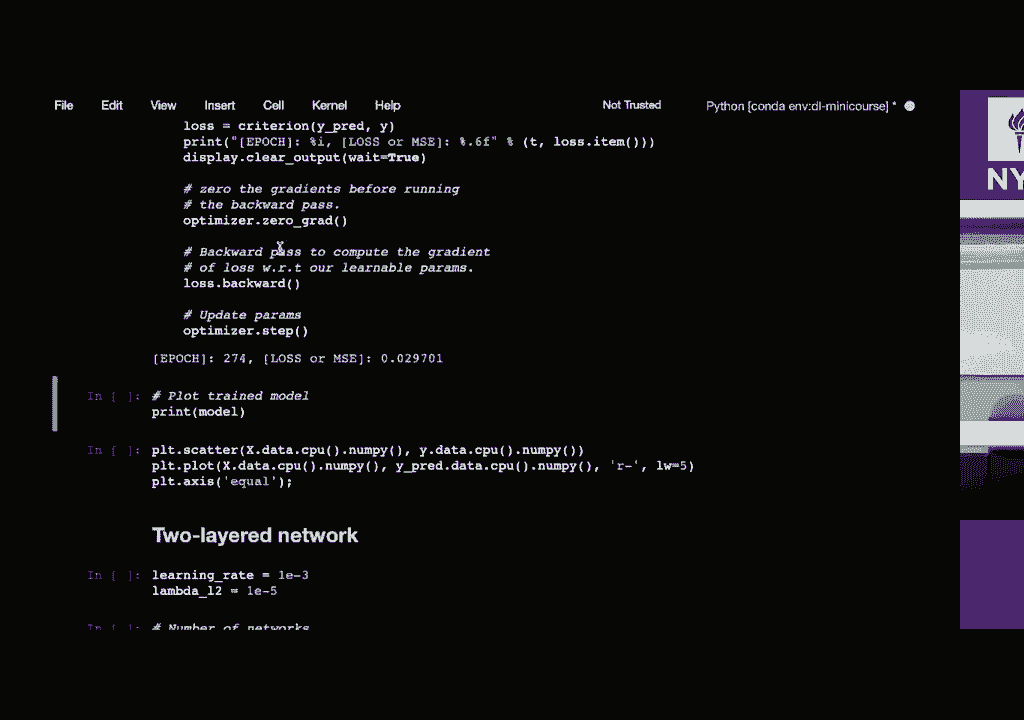 File Edit View Insert Cell Kernel Help Not Trusted Python [conda env:dl-minicourse] *
loss = criterion(y_pred, y)
print("[EPOCH]: %i, [LOSS or MSE]: %.6f" % (t, loss.item()))
display.clear_output(wait=True)
# zero the gradients before running
# the backward pass.
optimizer.zero_grad()
# Backward pass to compute the gradient
# of loss w.r.t our learnable params.
loss.backward()
# Update params
optimizer.step()
[EPOCH]: 274, [LOSS or MSE]: 0.029701
In [ ]: # Plot trained model
print(model)
In [ ]: plt.scatter(X.data.cpu().numpy(), y.data.cpu().numpy())
plt.plot(X.data.cpu().numpy(), y_pred.data.cpu().numpy(), 'r-', lw=5)
plt.axis('equal');
Two-layered network
In [ ]: learning_rate = 1e-3
lambda_l2 = 1e-5
In [ ]: # Number of networks
NY